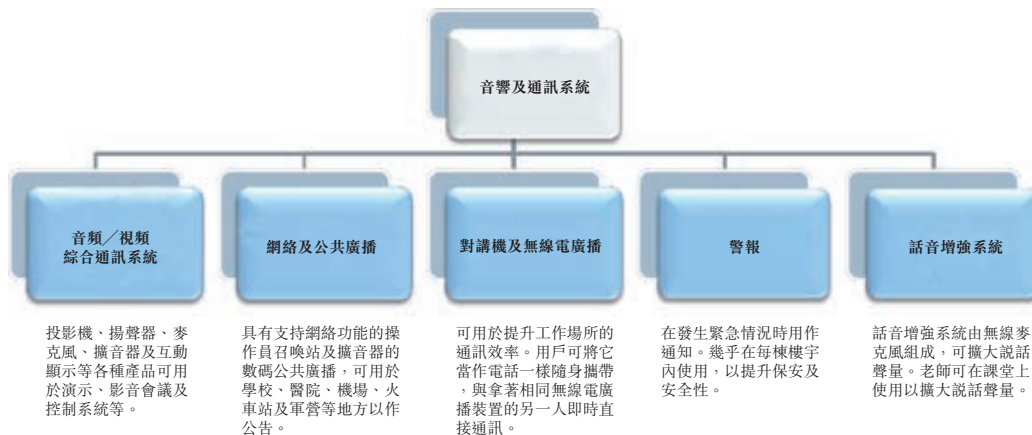 音響及通訊系統
音頻╱視頻
綜合通訊系統
網絡及公共廣播
對講機及無線電廣播
警報
話音增強系統
投影機、揚聲器、麥
克風、擴音器及互動
顯示等各種產品可用
於演示、影音會議及
控制系統等。
具有支持網絡功能的操
作員召喚站及擴音器的
數碼公共廣播,可用於
學校、醫院、機場、火
車站及軍營等地方以作
公告。
可用於提升工作場所的
通訊效率。用戶可將它
當作電話一樣隨身攜帶
,與拿著相同無線電廣
播裝置的另一人即時直
接通訊。
在發生緊急情況時用作
通知。幾乎在每棟樓宇
內使用,以提升保安及
安全性。
話音增強系統由無線麥
克風組成,可擴大説話
聲量。老師可在課堂上
使用以擴大説話聲量。